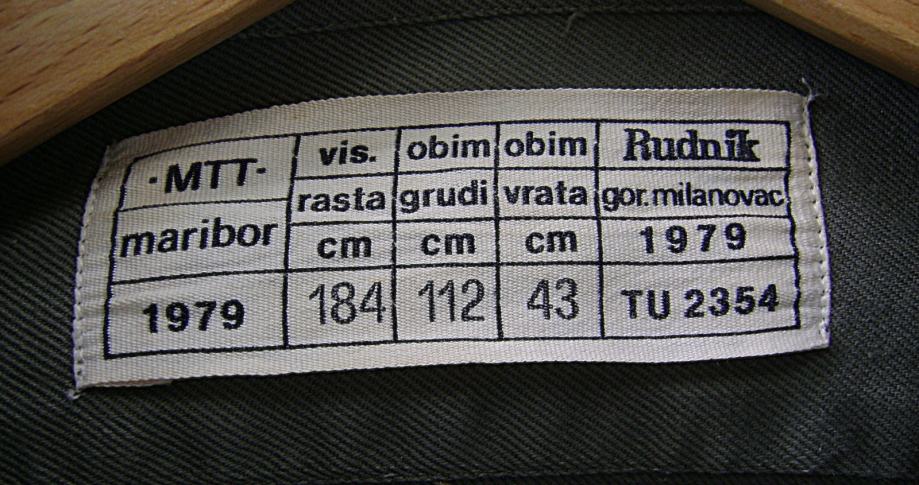 ·MTT· vis. obim obim Rudnik
maribor rasta grudi vrata gor.milanovac
cm cm cm 1979
1979 184 112 43 TU 2354